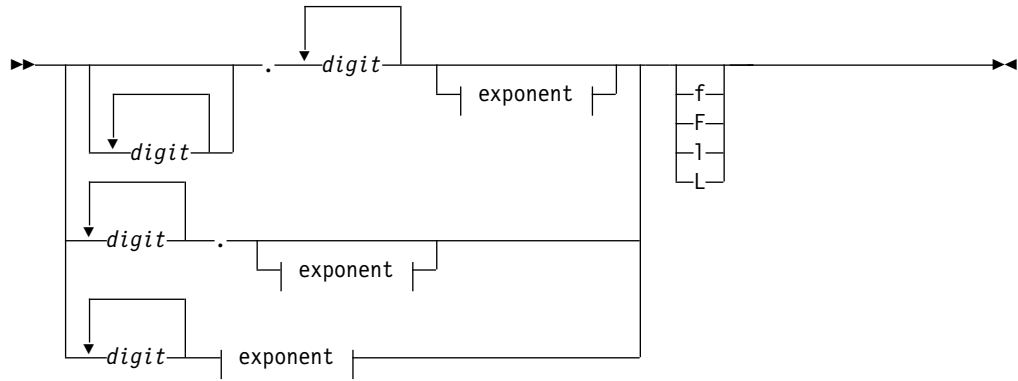 . digit
exponent f
digit F
l
L
digit .
exponent
digit exponent